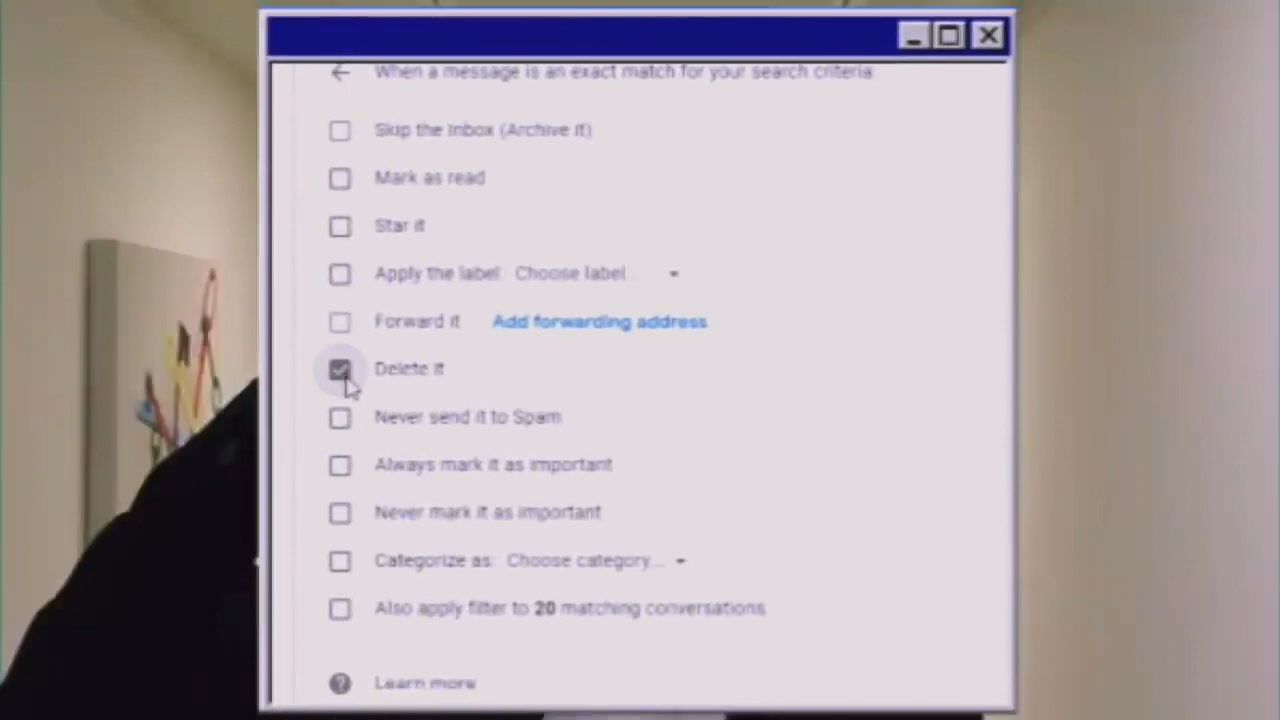 When a message is an exact match for your search criteria
Skip the Inbox (Archive it)
Mark as read
Star it
Apply the label Choose label...
Forward it Add forwarding address
Delete it
Never send it to Spam
Always mark it as important
Never mark it as important
Categorize as: Choose category...
Also apply filter to 20 matching conversations
Learn more